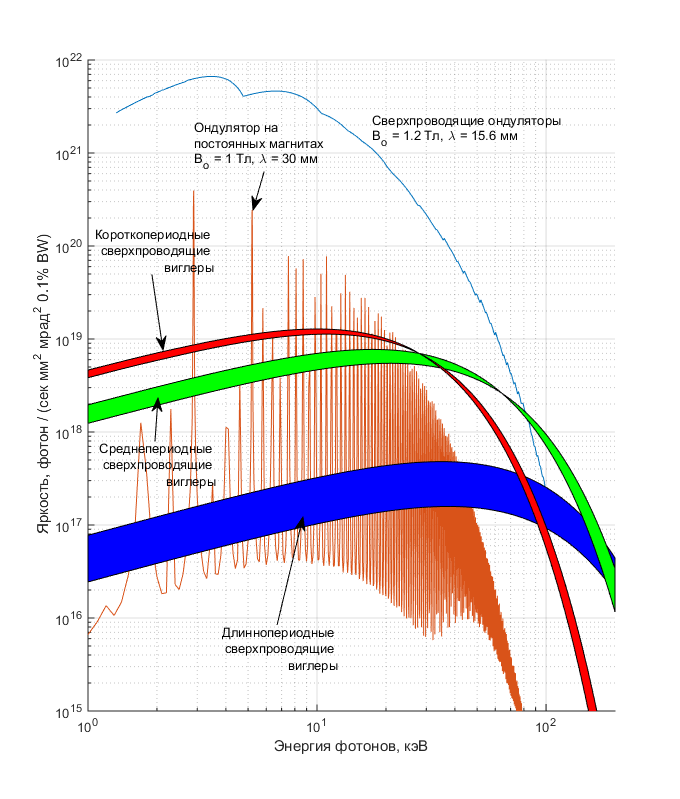 10^22
10^21
10^20
10^19
10^18
10^17
10^16
10^15
Яркость, фотон / (сек мм^2 мрад^2 0.1% BW)
Ондулятор на
постоянных магнитах
B_o = 1 Тл, λ = 30 мм
Сверхпроводящие ондуляторы
B_o = 1.2 Тл, λ = 15.6 мм
Короткопериодные
сверхпроводящие
виглеры
Среднепериодные
сверхпроводящие
виглеры
Длиннопериодные
сверхпроводящие
виглеры
10^0
10^1
10^2
Энергия фотонов, кэВ